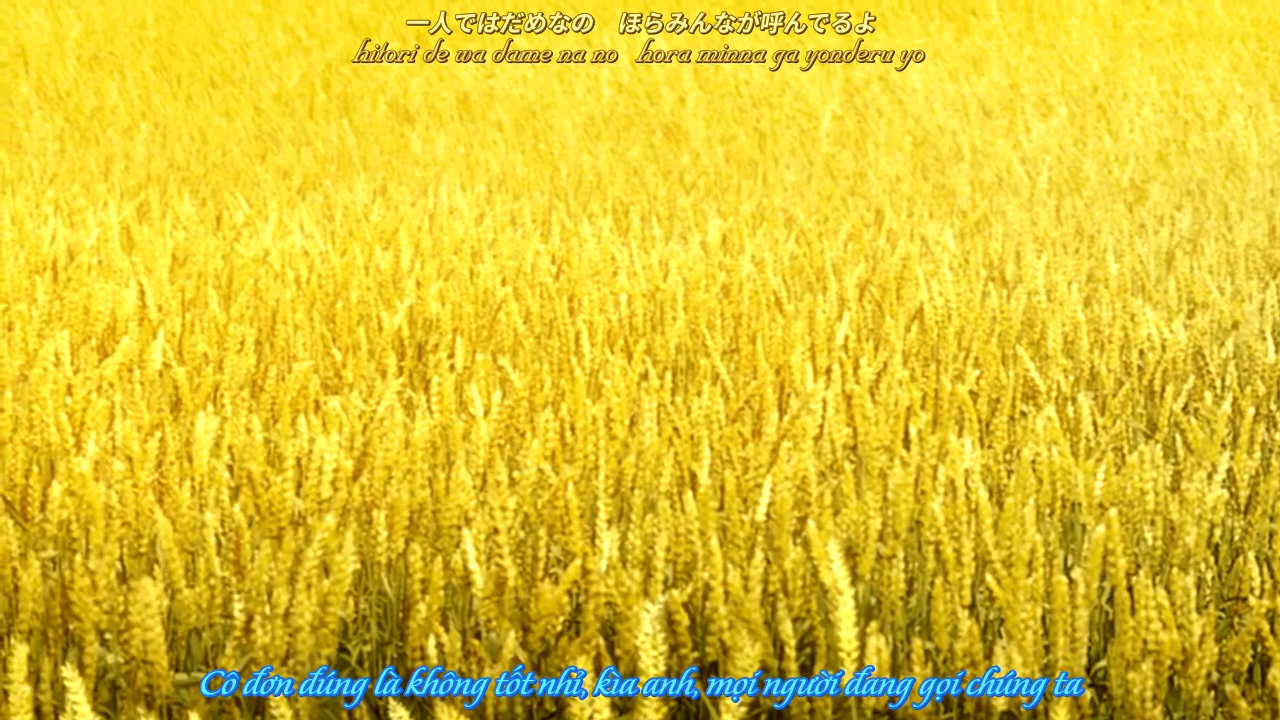 一人ではだめなの　ほらみんなが呼んでるよ
hitori de wa dame na no hora minna ga yonderu yo
Cô đơn đúng là không tốt nhỉ, kìa anh, mọi người đang gọi chúng ta